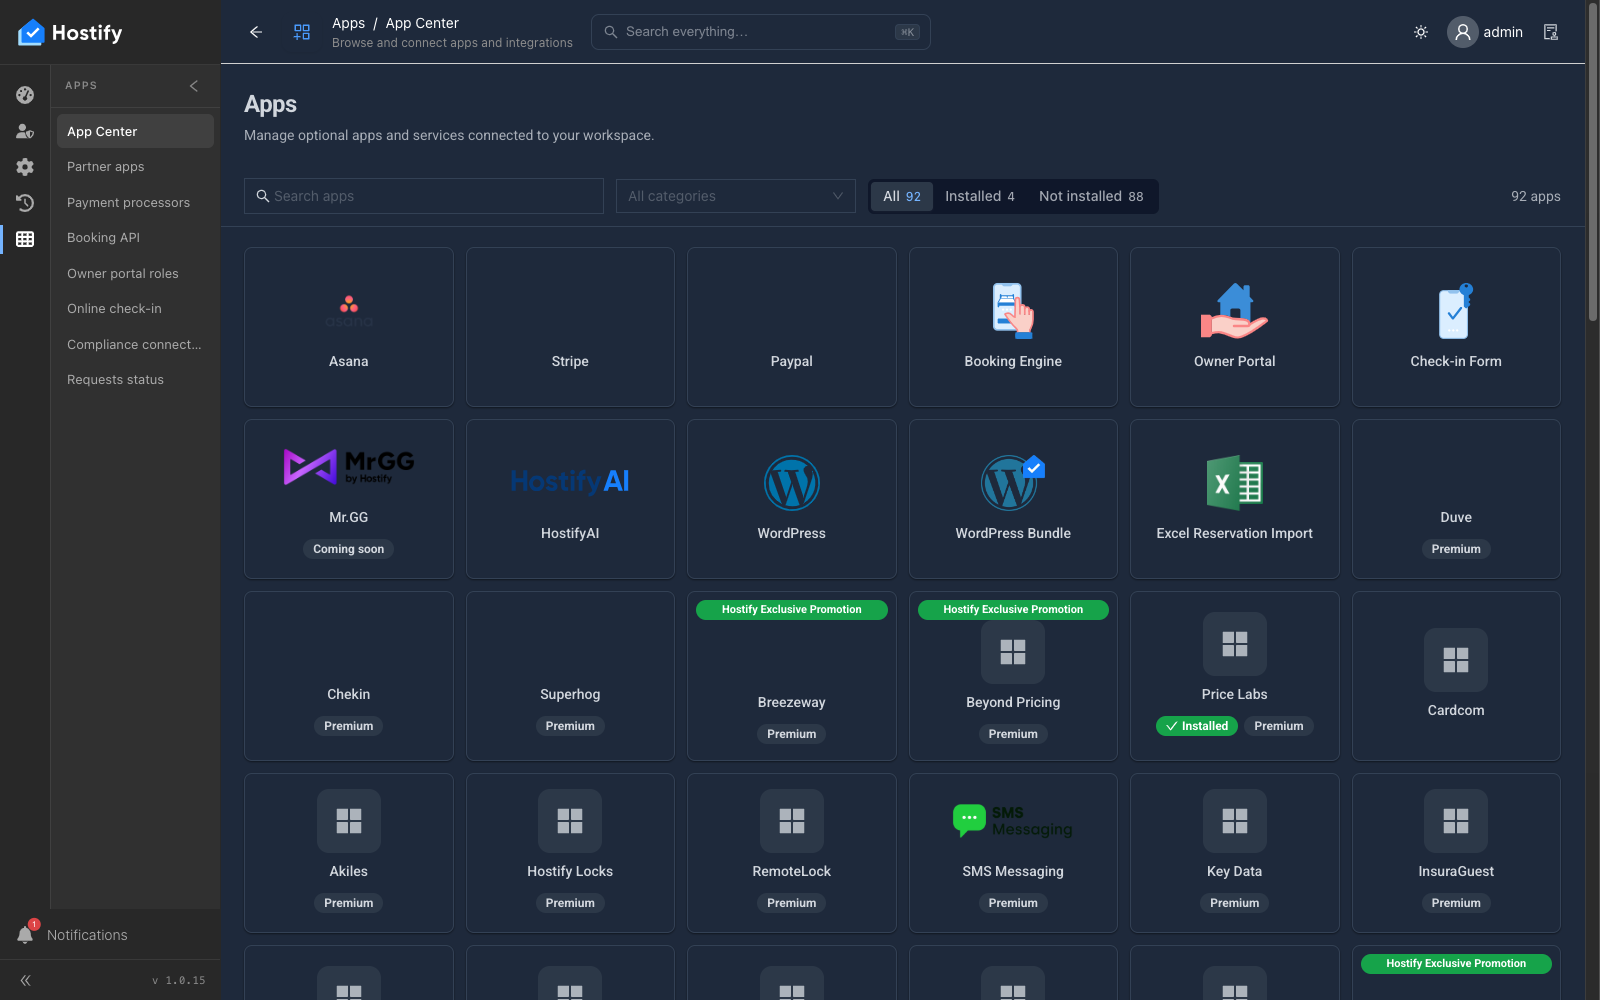 Hostify
APPS
App Center
Partner apps
Payment processors
Booking API
Owner portal roles
Online check-in
Compliance connect...
Requests status
1
Notifications
v 1.0.15
Apps / App Center
Browse and connect apps and integrations
Search everything...
⌘K
admin
Apps
Manage optional apps and services connected to your workspace.
Search apps
All categories
All 92
Installed 4
Not installed 88
92 apps
asana
Asana
Stripe
Paypal
Booking Engine
Owner Portal
Check-in Form
MrGG
by Hostify
Mr.GG
Coming soon
HostifyAI
HostifyAI
WordPress
WordPress Bundle
X
Excel Reservation Import
Duve
Premium
Chekin
Premium
Superhog
Premium
Hostify Exclusive Promotion
Breezeway
Premium
Hostify Exclusive Promotion
Beyond Pricing
Premium
Price Labs
Installed
Premium
Cardcom
Akiles
Premium
Hostify Locks
Premium
RemoteLock
Premium
SMS
Messaging
SMS Messaging
Premium
Key Data
Premium
InsuraGuest
Premium
Hostify Exclusive Promotion